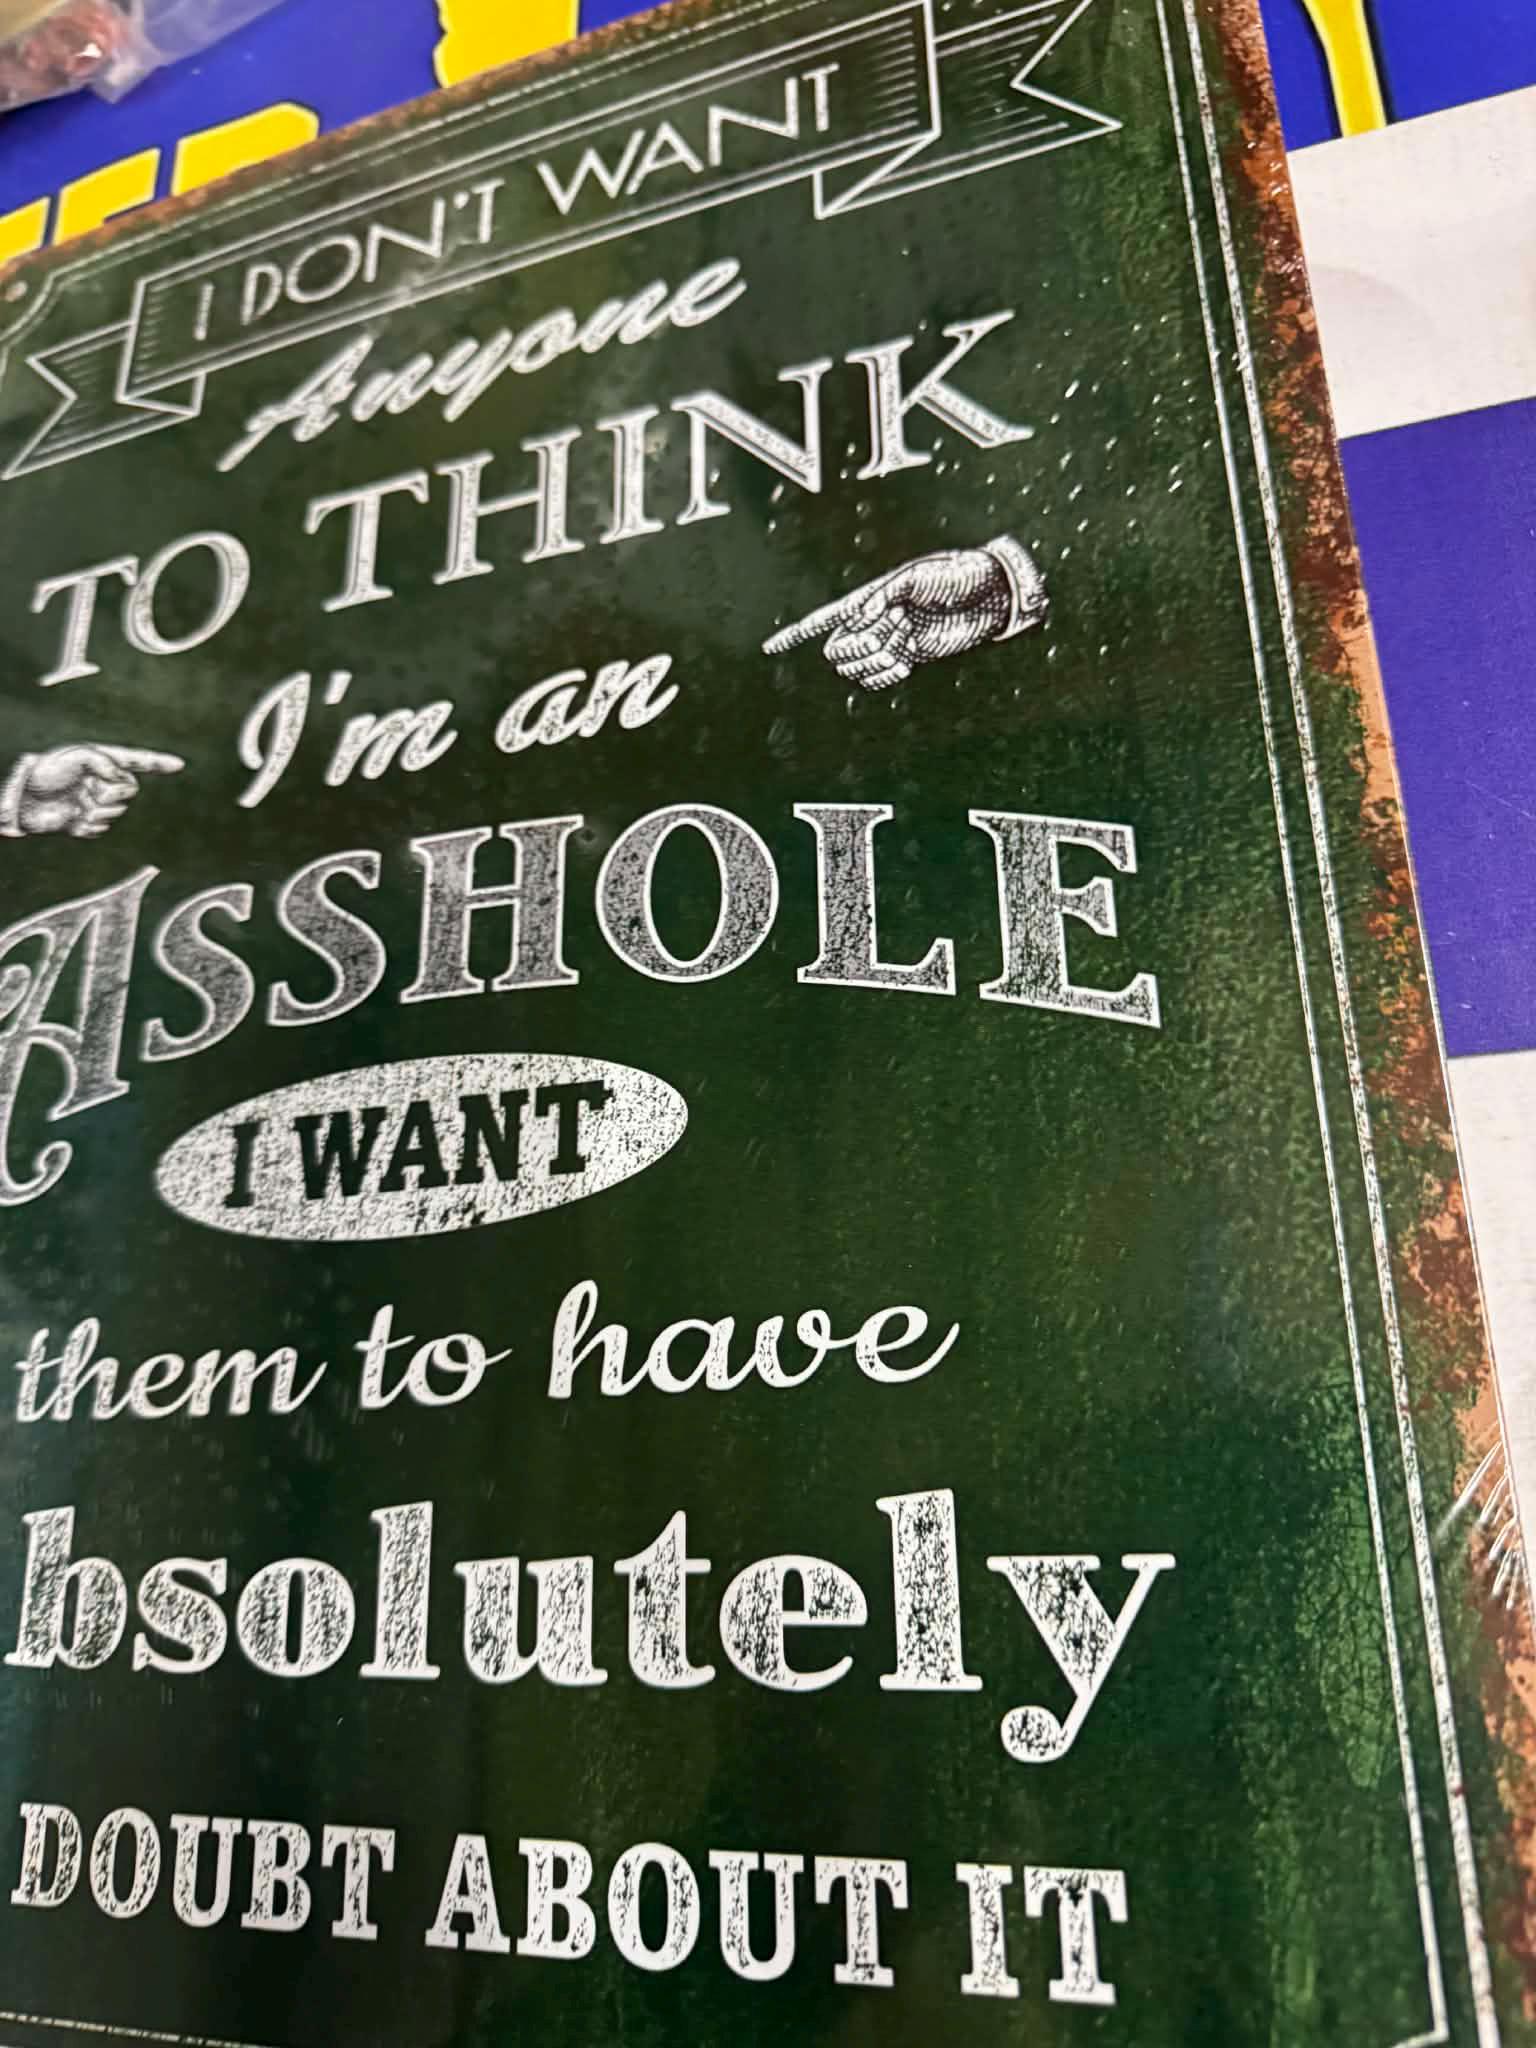 I DON'T WANT
Anyone
TO THINK
I'm an
ASSHOLE
I WANT
them to have
bsolutely
DOUBT ABOUT IT